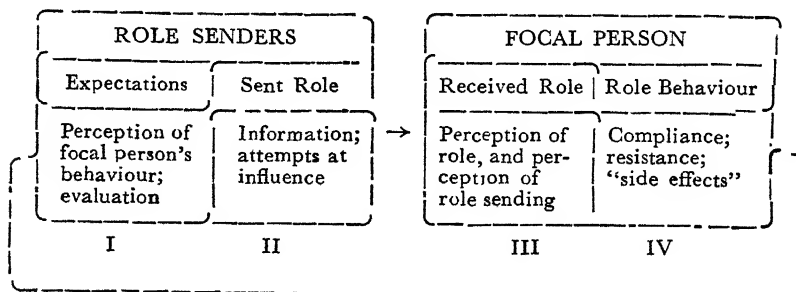 ROLE SENDERS
FOCAL PERSON
Expectations
Sent Role
Received Role
Role Behaviour
Perception of
focal person's
behaviour;
evaluation
Information;
attempts at
influence
Perception of
role, and per-
ception of
role sending
Compliance;
resistance;
“side effects”
I
II
III
IV